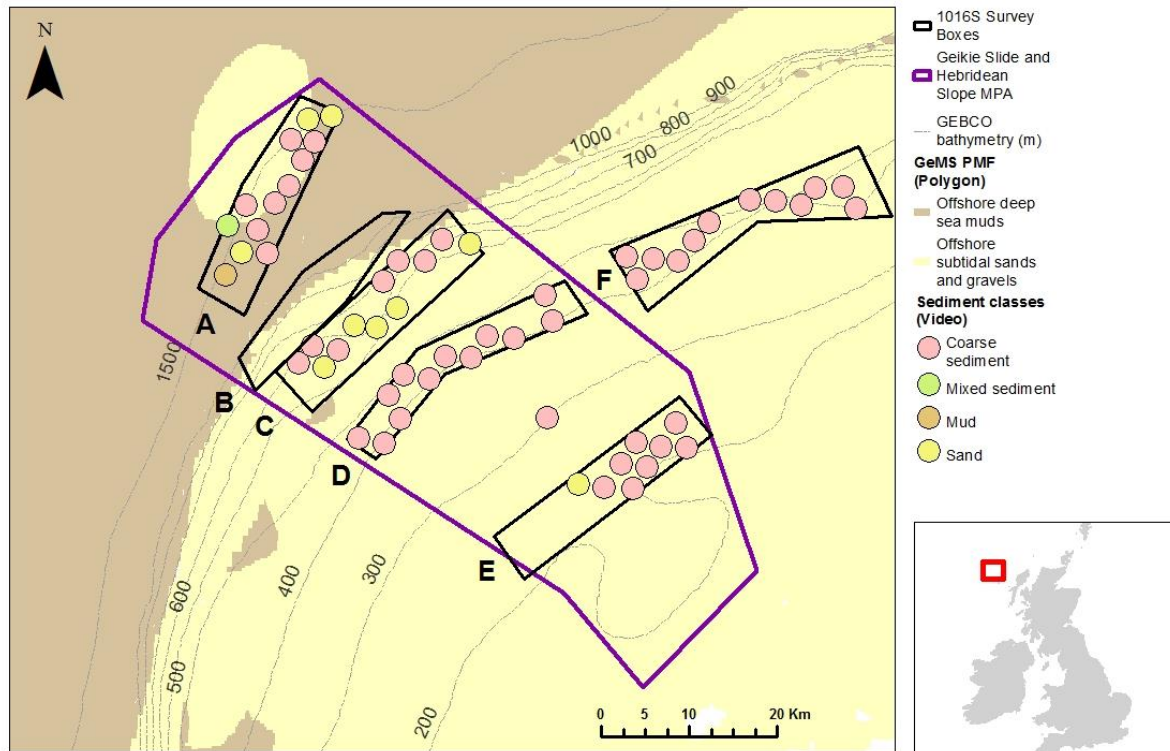 N
1000
900
800
700
A
F
1500
B
C
D
E
600
400
300
500
200
0 5 10 20 Km
1016S Survey
Boxes
Geikie Slide and
Hebridean
Slope MPA
GEBCO
bathymetry (m)
GeMS PMF
(Polygon)
Offshore deep
sea muds
Offshore
subtidal sands
and gravels
Sediment classes
(Video)
Coarse
sediment
Mixed sediment
Mud
Sand